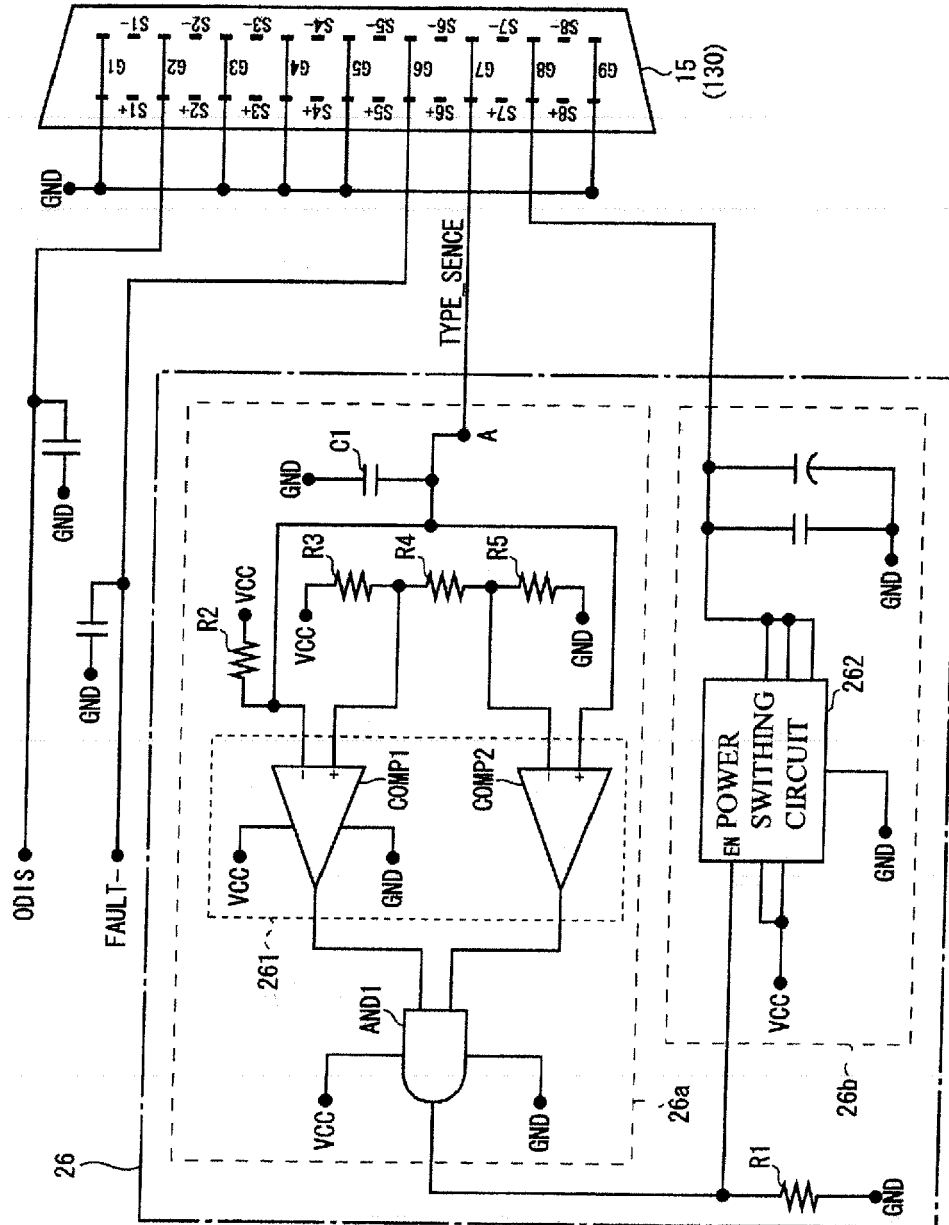 S1- S2- S3- S4- S5- S6- S7- S8-
G1 G2 G3 G4 G5 G6 G7 G8 G9
S1+ S2+ S3+ S4+ S5+ S6+ S7+ S8+
15
(130)
GND
TYPE_SENCE
GND
GND
ODIS
FAULT-
26
A
C1
GND
R2
VCC
R3
VCC
R4
R5
GND
COMP1
- +
VCC
GND
COMP2
- +
261
AND1
VCC
GND
26a
GND
262
EN POWER
SWITHING
CIRCUIT
GND
VCC
26b
R1
GND